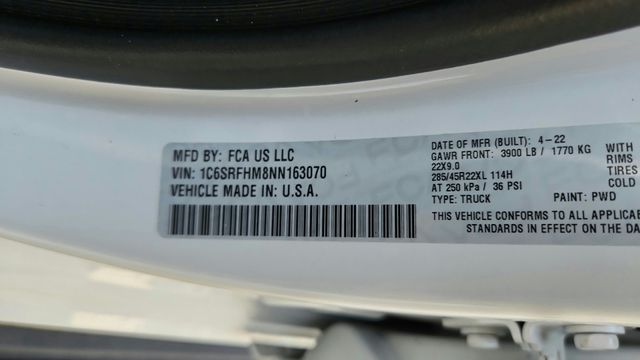 MFD BY: FCA US LLC
VIN: 1C6SRFHM8NN163070
VEHICLE MADE IN U.S.A.
DATE OF MFR (BUILT): 4-22
GAWR FRONT: 3900 LB / 1770 KG
22X9.0
285/45R22XL 114H
AT 250 kPa / 36 PSI
TYPE: TRUCK PAINT: PWD
THIS VEHICLE CONFORMS TO ALL APPLICABL
STANDARDS IN EFFECT ON THE DA
WITH
RIMS
TIRES
COLD